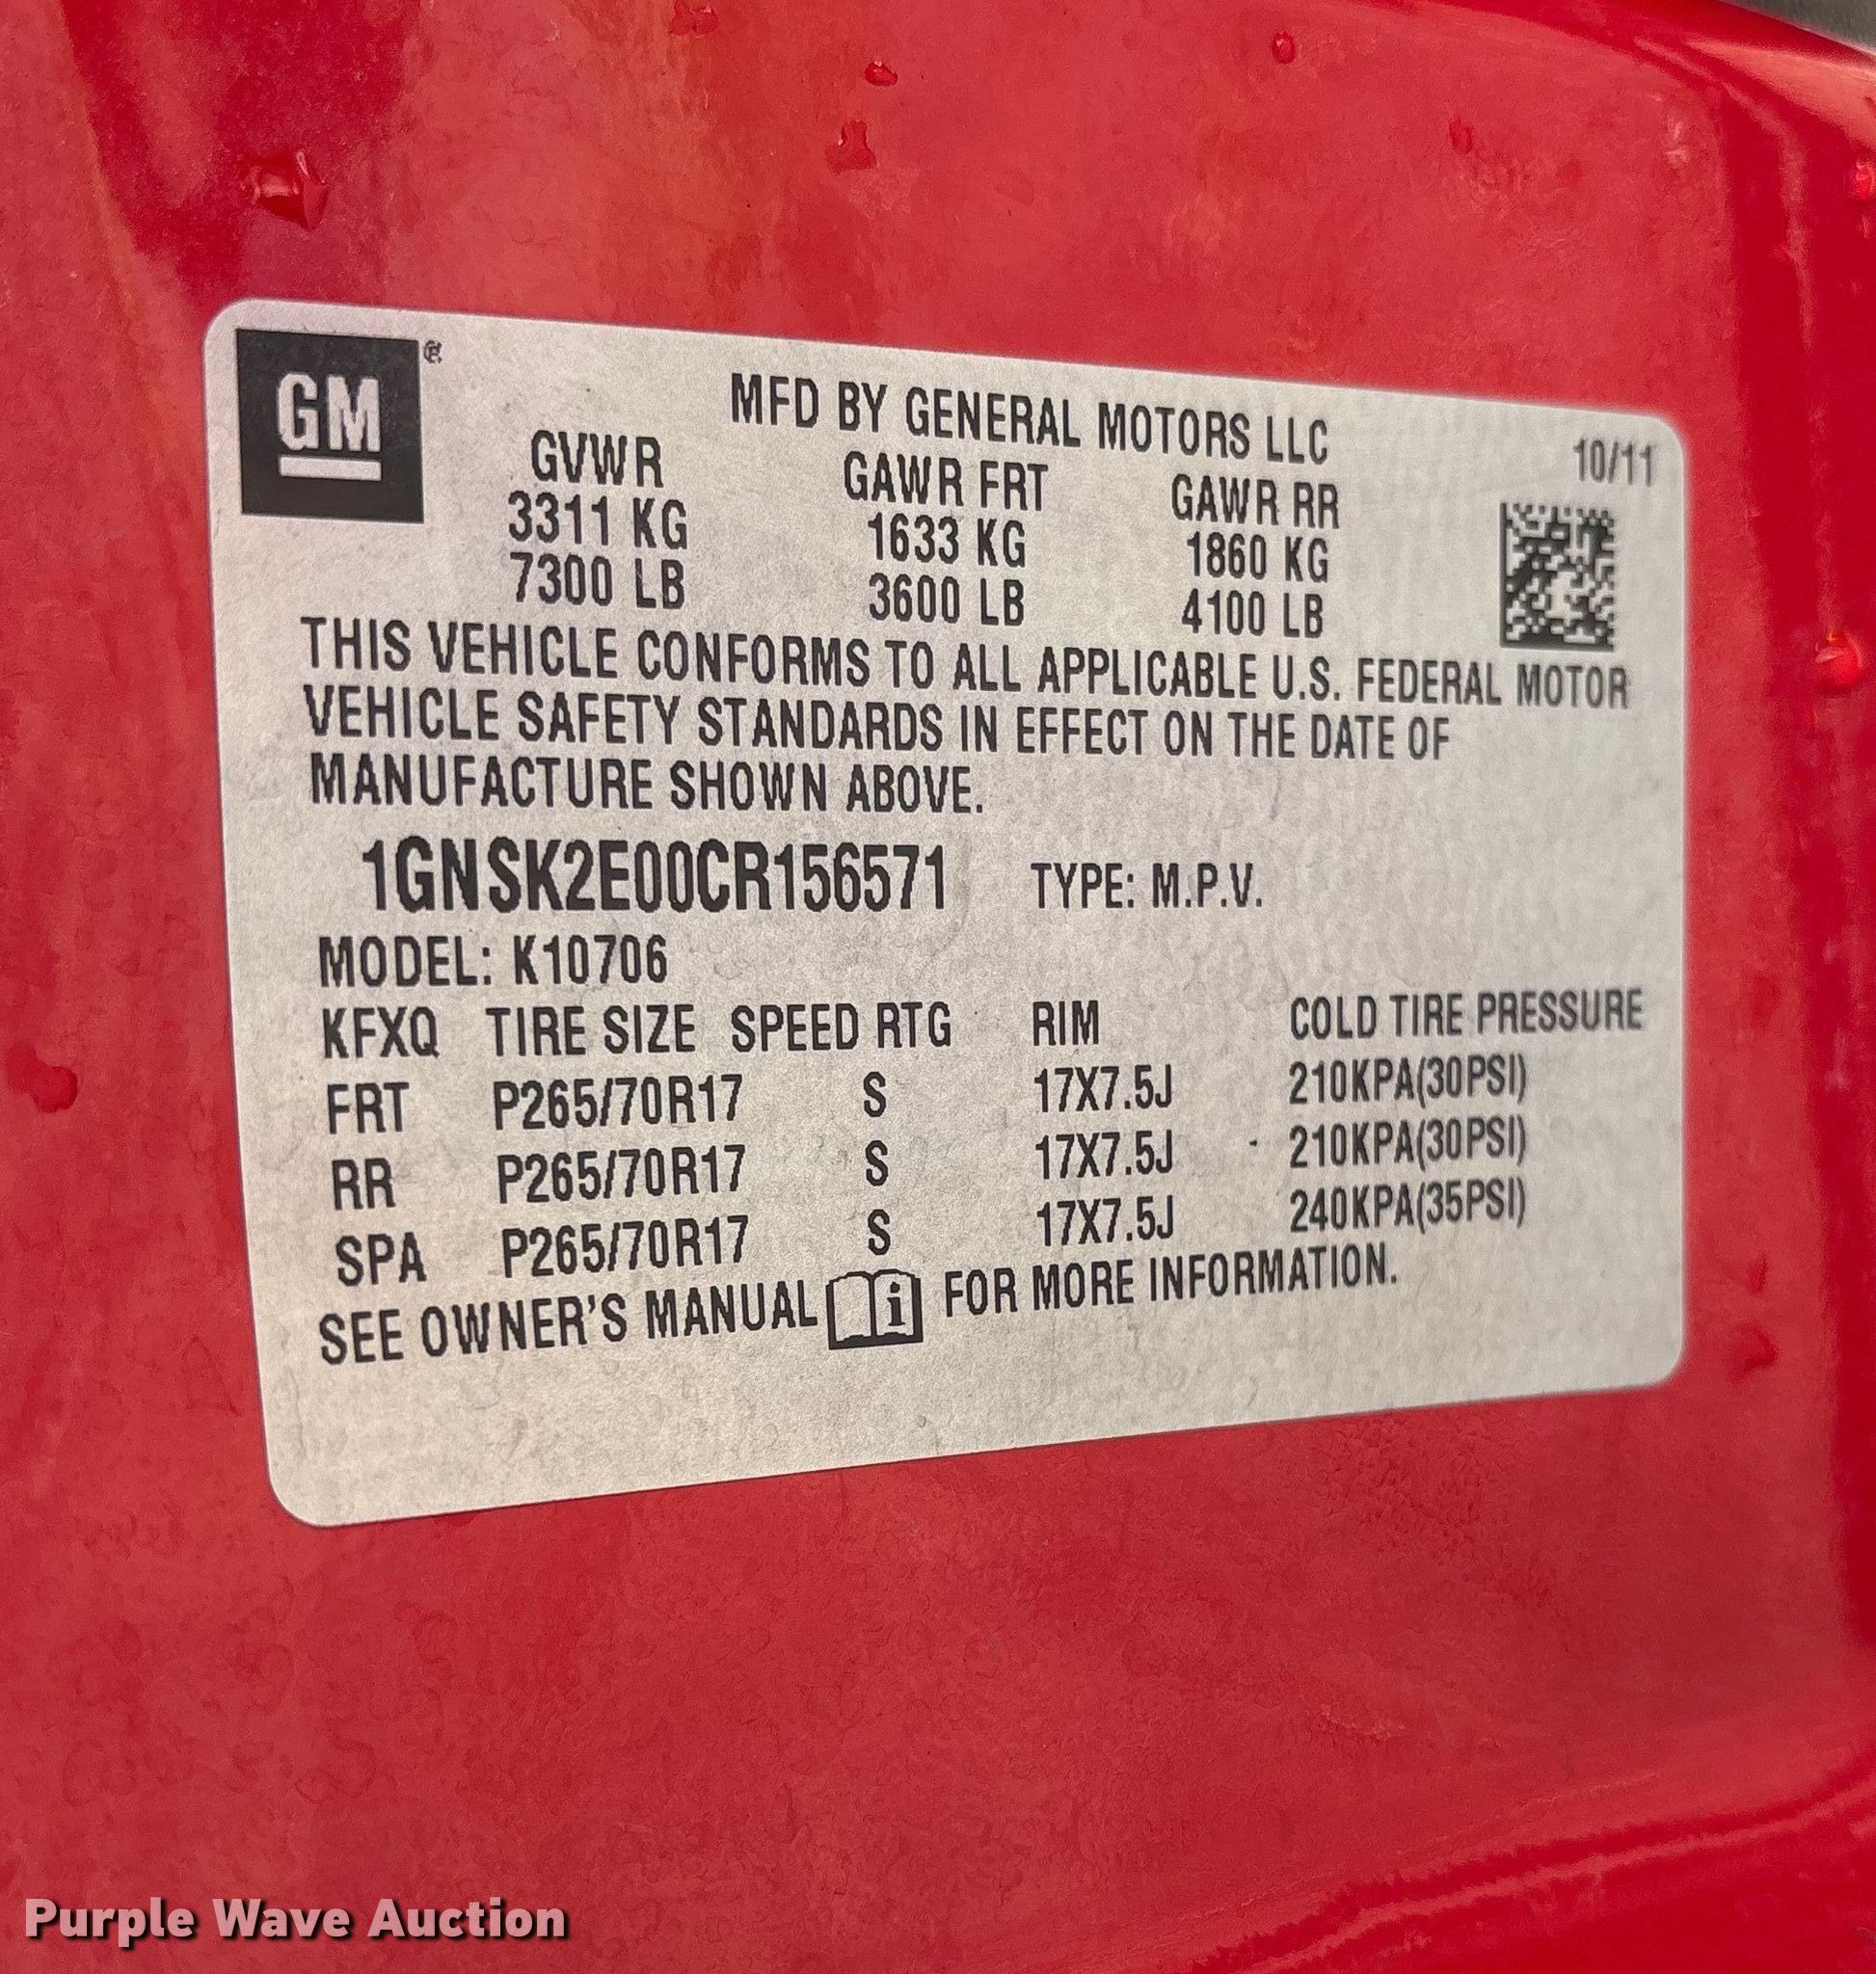 GM
MFD BY GENERAL MOTORS LLC
10/11
GVWR GAWR FRT GAWR RR
3311 KG 1633 KG 1860 KG
7300 LB 3600 LB 4100 LB
THIS VEHICLE CONFORMS TO ALL APPLICABLE U.S. FEDERAL MOTOR
VEHICLE SAFETY STANDARDS IN EFFECT ON THE DATE OF
MANUFACTURE SHOWN ABOVE.
1GNSK2E00CR156571 TYPE: M.P.V.
MODEL: K10706
KFXQ TIRE SIZE SPEED RTG RIM COLD TIRE PRESSURE
FRT P265/70R17 S 17X7.5J 210KPA(30PSI)
RR P265/70R17 S 17X7.5J 210KPA(30PSI)
SPA P265/70R17 S 17X7.5J 240KPA(35PSI)
SEE OWNER'S MANUAL i FOR MORE INFORMATION.
Purple Wave Auction